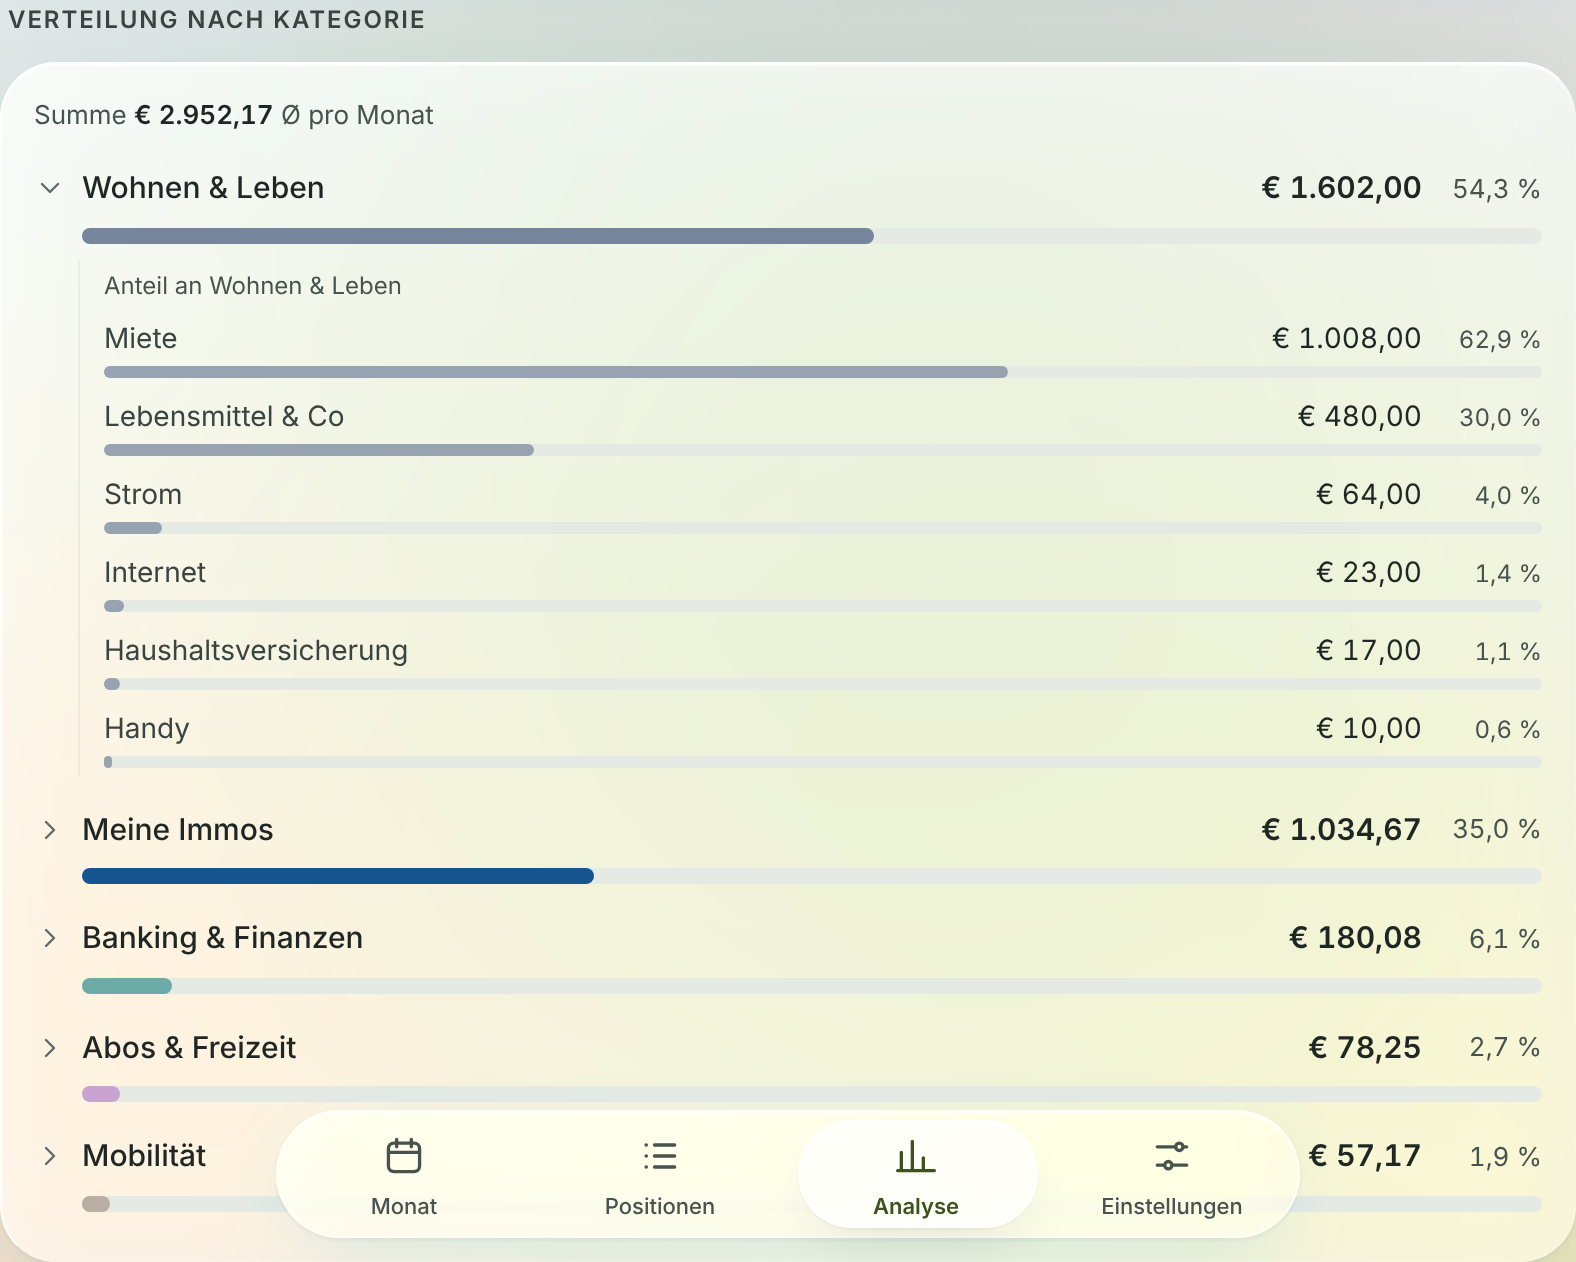 VERTEILUNG NACH KATEGORIE
Summe € 2.952,17 Ø pro Monat
Wohnen & Leben € 1.602,00 54,3 %
Anteil an Wohnen & Leben
Miete € 1.008,00 62,9 %
Lebensmittel & Co € 480,00 30,0 %
Strom € 64,00 4,0 %
Internet € 23,00 1,4 %
Haushaltsversicherung € 17,00 1,1 %
Handy € 10,00 0,6 %
Meine Immos € 1.034,67 35,0 %
Banking & Finanzen € 180,08 6,1 %
Abos & Freizeit € 78,25 2,7 %
Mobilität € 57,17 1,9 %
Monat Positionen Analyse Einstellungen